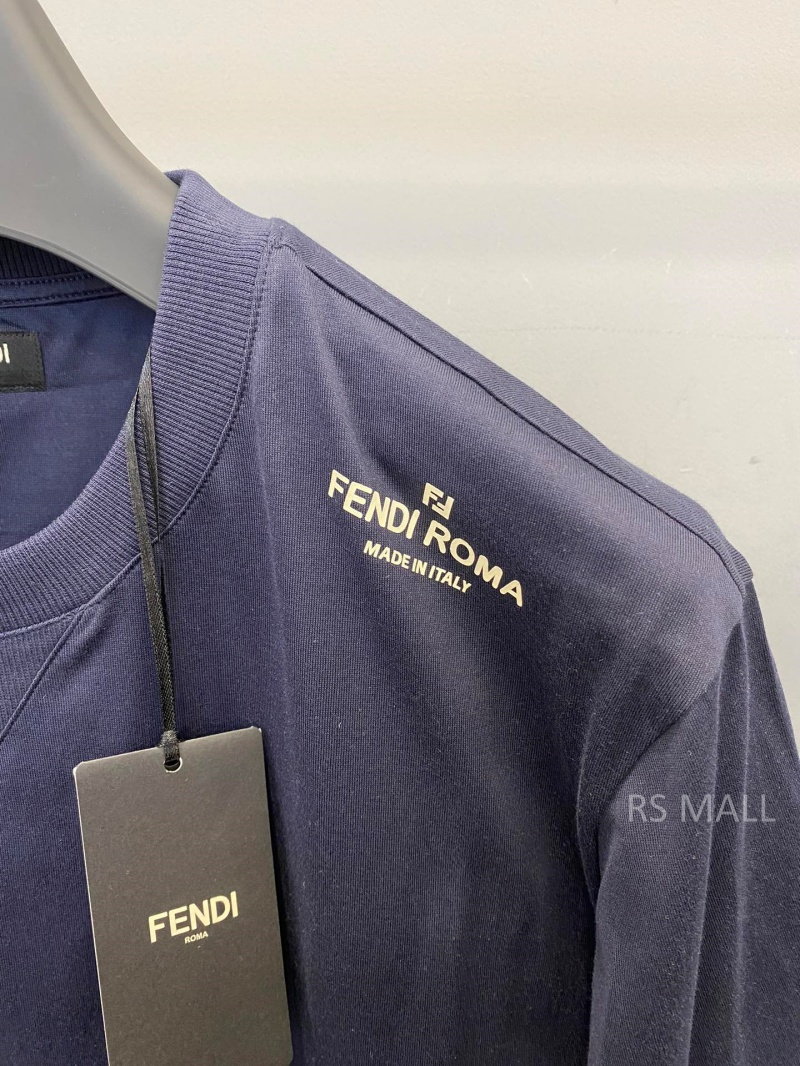 FF
FENDI ROMA
MADE IN ITALY
RS MALL
FENDI
ROMA